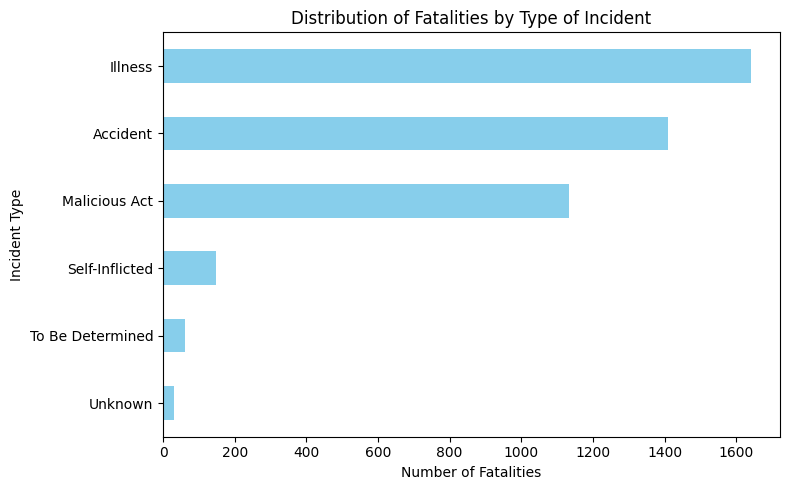 Distribution of Fatalities by Type of Incident
Illness
Accident
Malicious Act
Self-Inflicted
To Be Determined
Unknown
Incident Type
0 200 400 600 800 1000 1200 1400 1600
Number of Fatalities